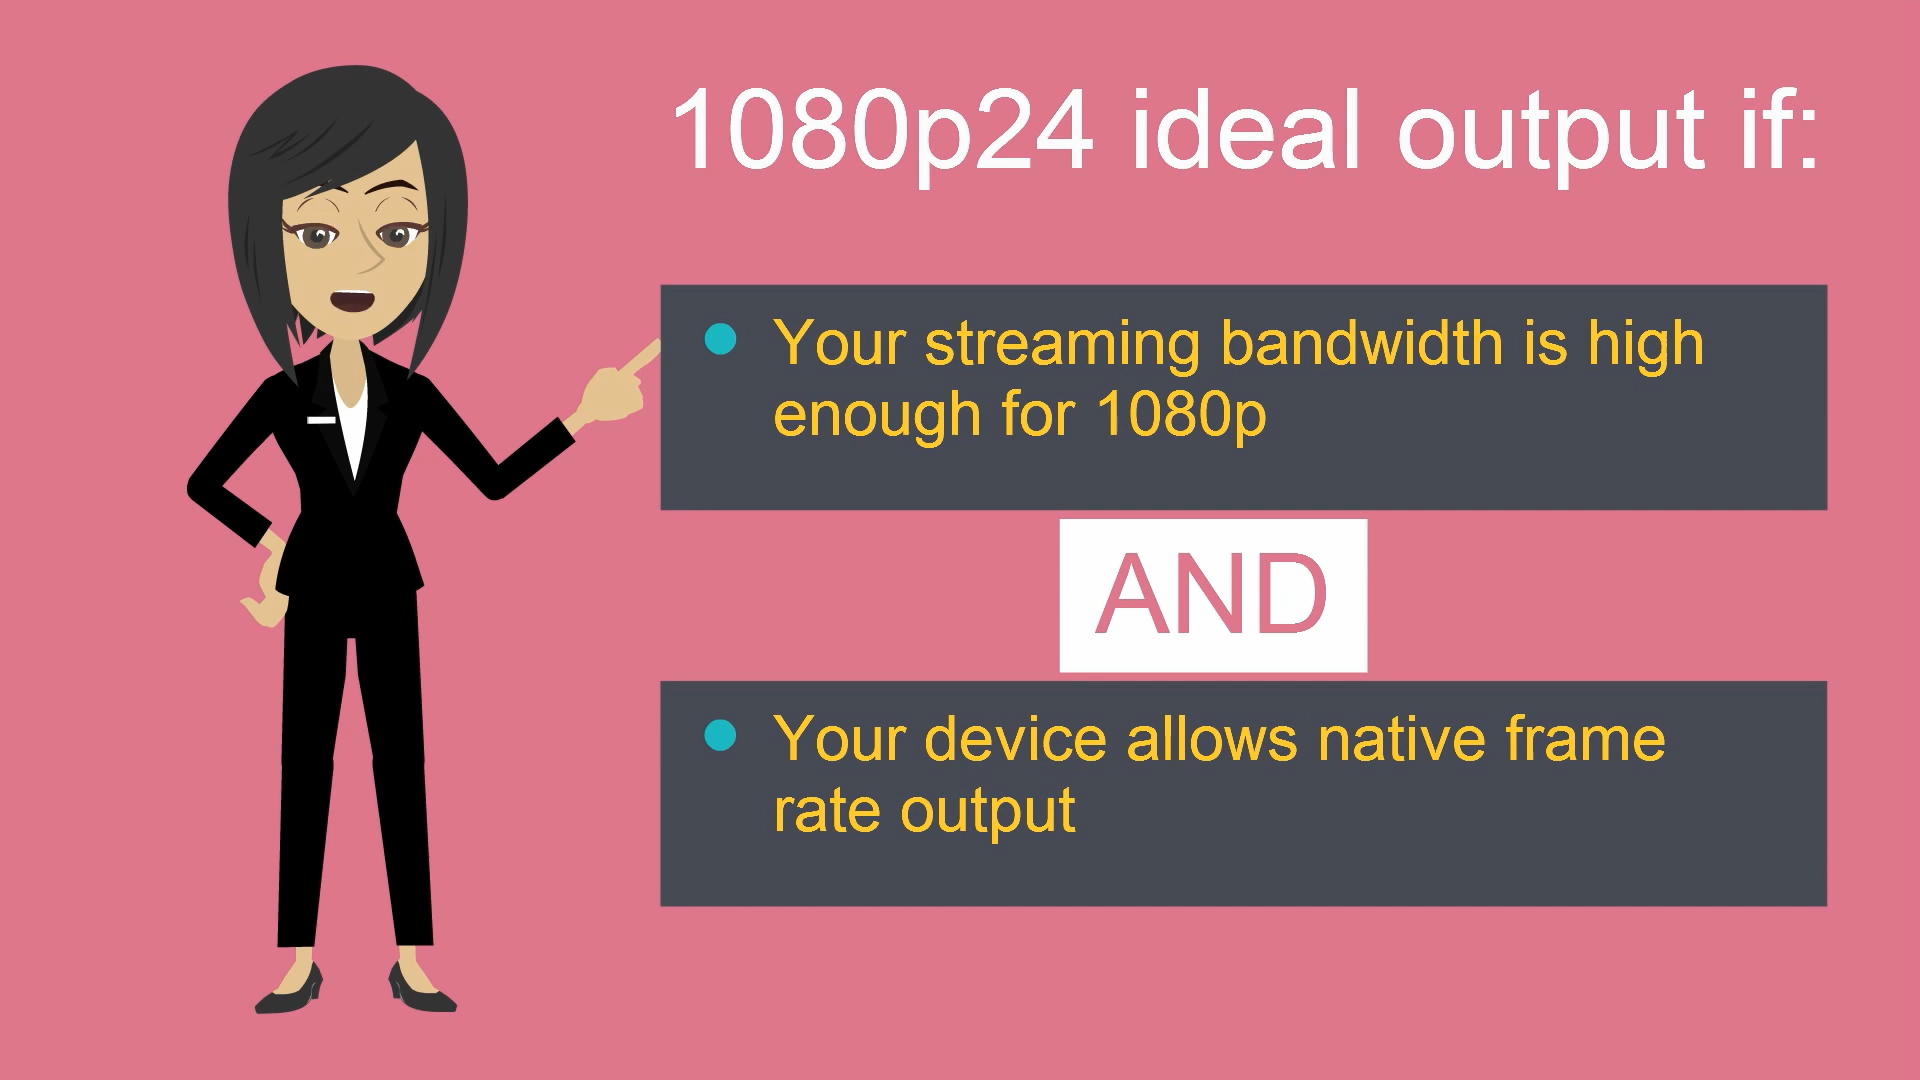 1080p24 ideal output if:
Your streaming bandwidth is high
enough for 1080p
AND
Your device allows native frame
rate output